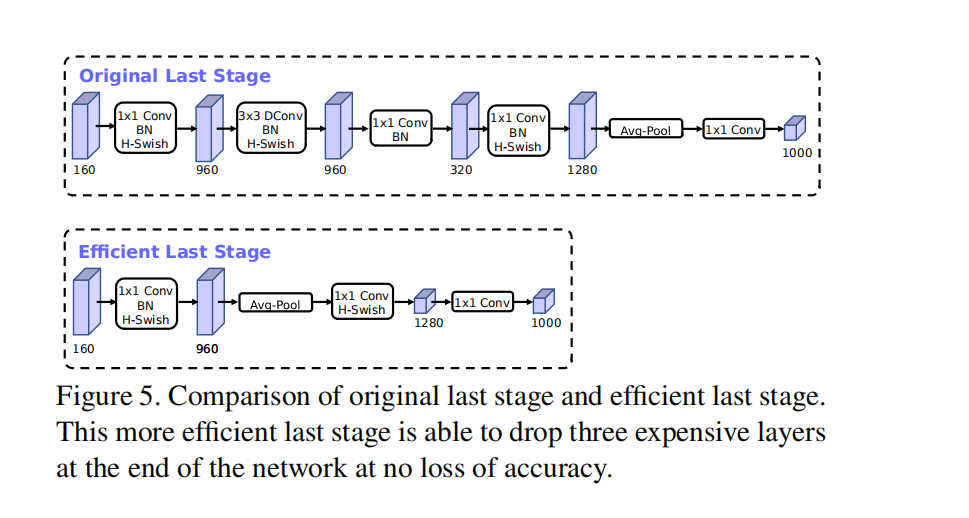 Original Last Stage
1x1 Conv
BN
H-Swish
3x3 DConv
BN
H-Swish
1x1 Conv
BN
1x1 Conv
BN
H-Swish
Avg-Pool
1x1 Conv
160
960
960
320
1280
1000
Efficient Last Stage
1x1 Conv
BN
H-Swish
Avg-Pool
1x1 Conv
H-Swish
1x1 Conv
160
960
1280
1000
Figure 5. Comparison of original last stage and efficient last stage.
This more efficient last stage is able to drop three expensive layers
at the end of the network at no loss of accuracy.